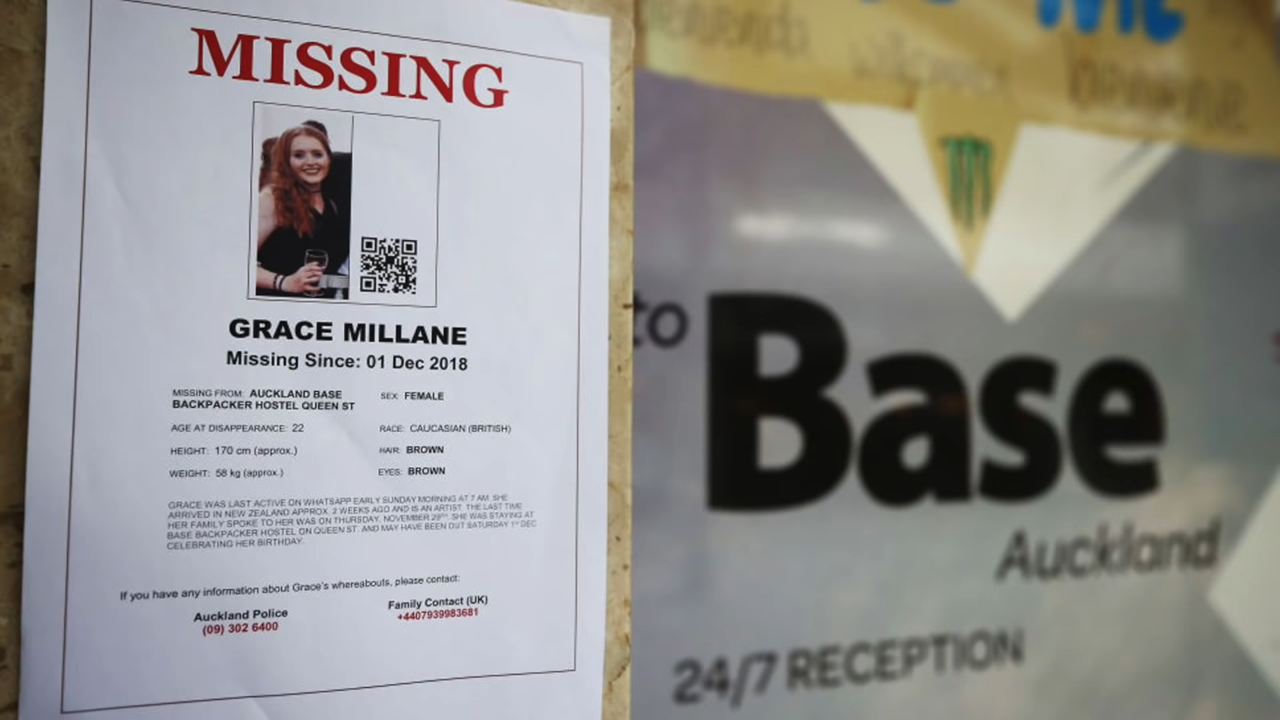 MISSING
GRACE MILLANE
Missing Since: 01 Dec 2018
MISSING FROM: AUCKLAND BASE
BACKPACKER HOSTEL QUEEN ST
SEX: FEMALE
AGE AT DISAPPEARANCE: 22
RACE: CAUCASIAN (BRITISH)
HEIGHT: 170 cm (approx.)
HAIR: BROWN
WEIGHT: 58 kg (approx.)
EYES: BROWN
GRACE WAS LAST ACTIVE ON WHATSAPP EARLY SUNDAY MORNING AT 7 AM. SHE
ARRIVED IN NEW ZEALAND APPROX. 2 WEEKS AGO AND IS AN ARTIST. THE LAST TIME
HER FAMILY SPOKE TO HER WAS ON THURSDAY, NOVEMBER 29TH. SHE WAS STAYING AT
BASE BACKPACKER HOSTEL ON QUEEN ST. AND MAY HAVE BEEN OUT SATURDAY 1ST DEC
CELEBRATING HER BIRTHDAY.
If you have any information about Grace's whereabouts, please contact:
Auckland Police
(09) 302 6400
Family Contact (UK)
+4407939983681
to Base
Auckland
24/7 RECEPTION